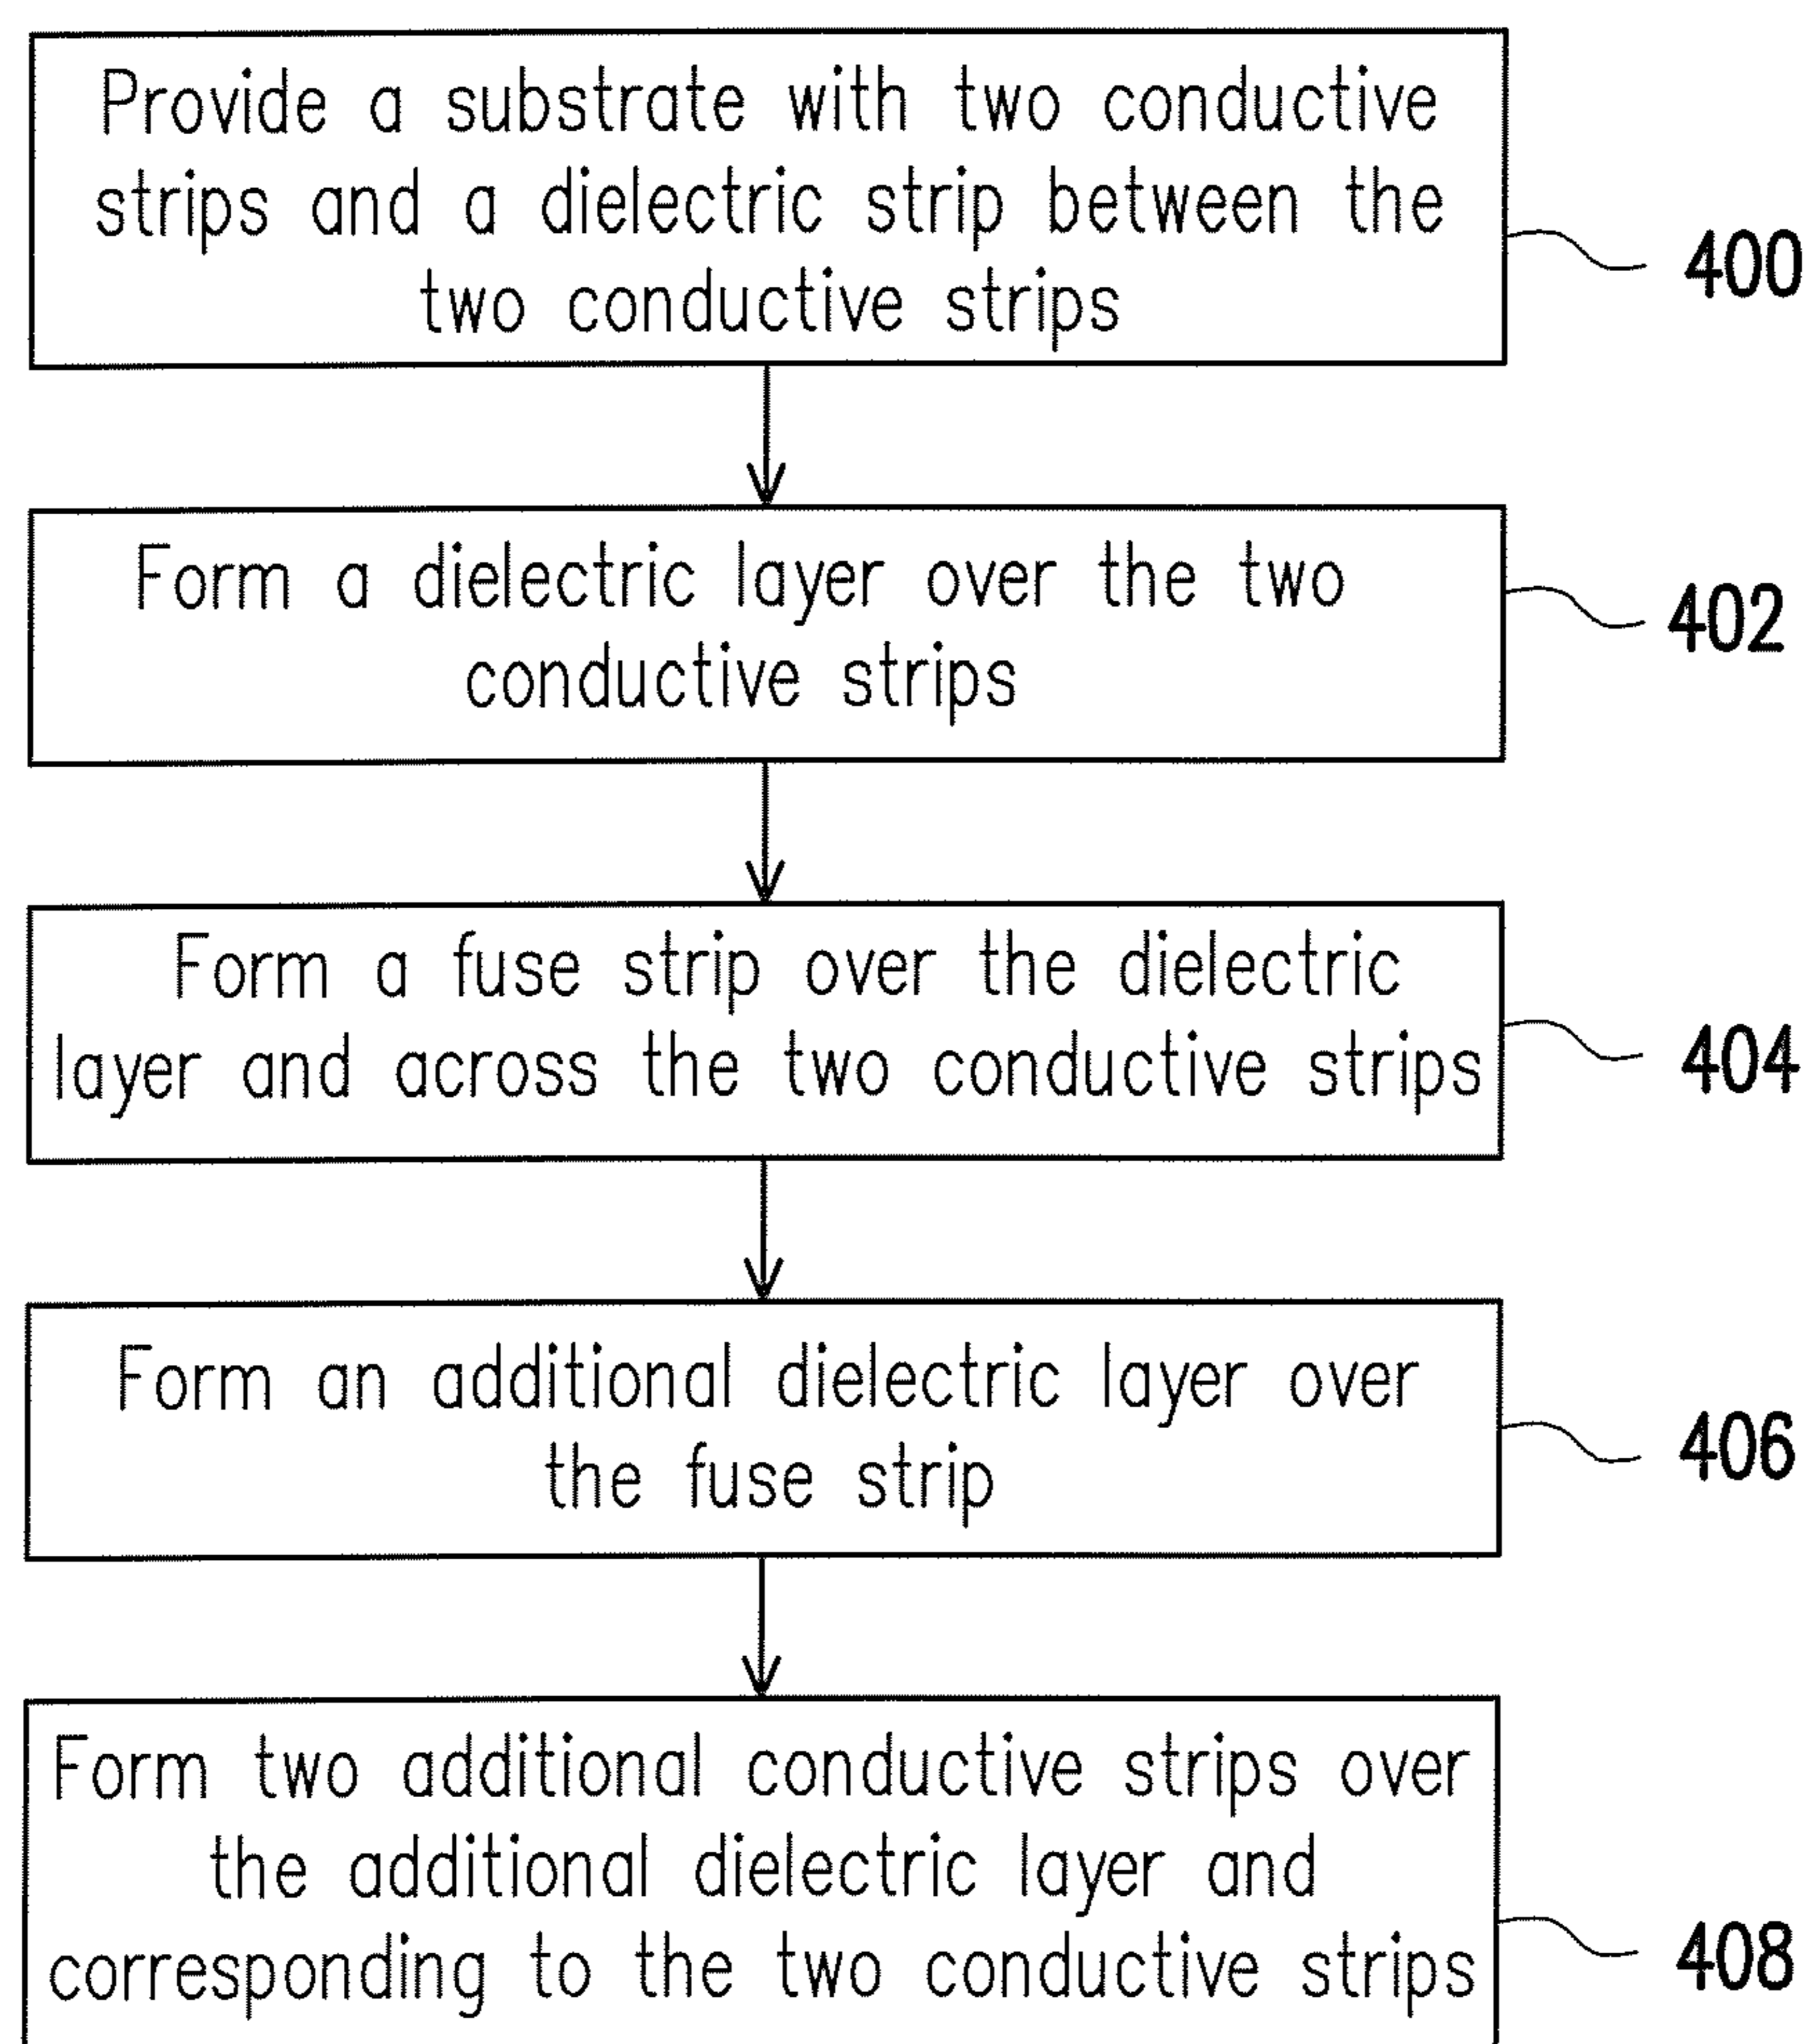 Provide a substrate with two conductive
strips and a dielectric strip between the
two conductive strips
400
Form a dielectric layer over the two
conductive strips
402
Form a fuse strip over the dielectric
layer and across the two conductive strips
404
Form an additional dielectric layer over
the fuse strip
406
Form two additional conductive strips over
the additional dielectric layer and
corresponding to the two conductive strips
408